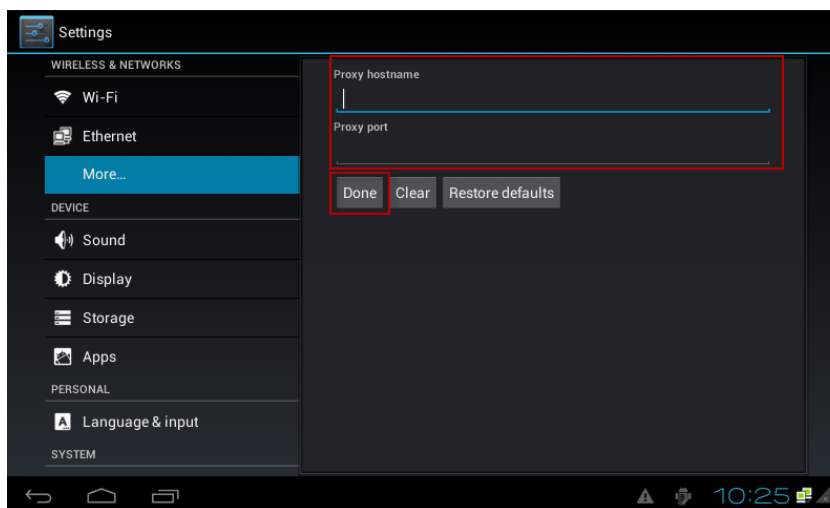 Settings
WIRELESS & NETWORKS
Wi-Fi
Ethernet
More...
DEVICE
Sound
Display
Storage
Apps
PERSONAL
A
Language & input
SYSTEM
Proxy hostname
Proxy port
Done Clear Restore defaults
10:25